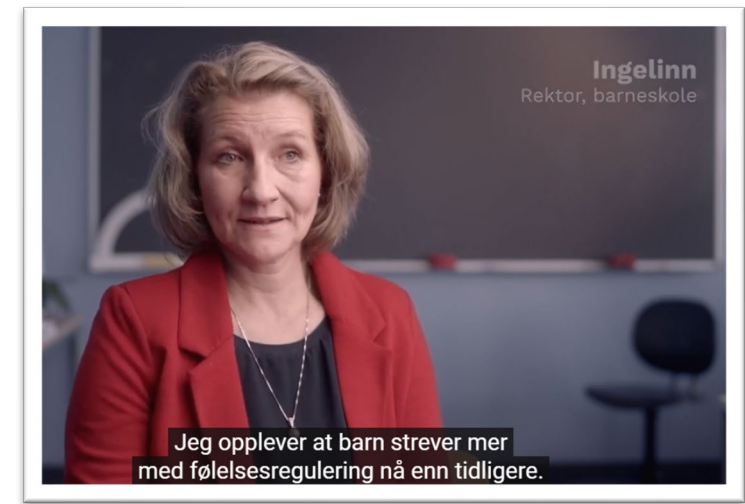 Ingelinn
Rektor, barneskole
Jeg opplever at barn strever mer
med følelsesregulering nå enn tidligere.